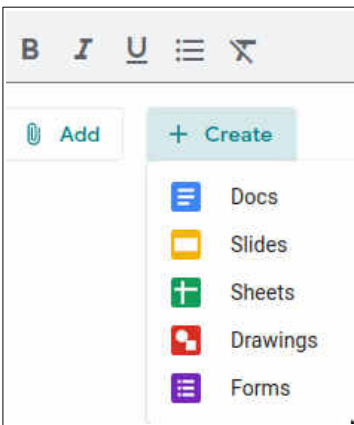 B I U
Add + Create
Docs
Slides
Sheets
Drawings
Forms